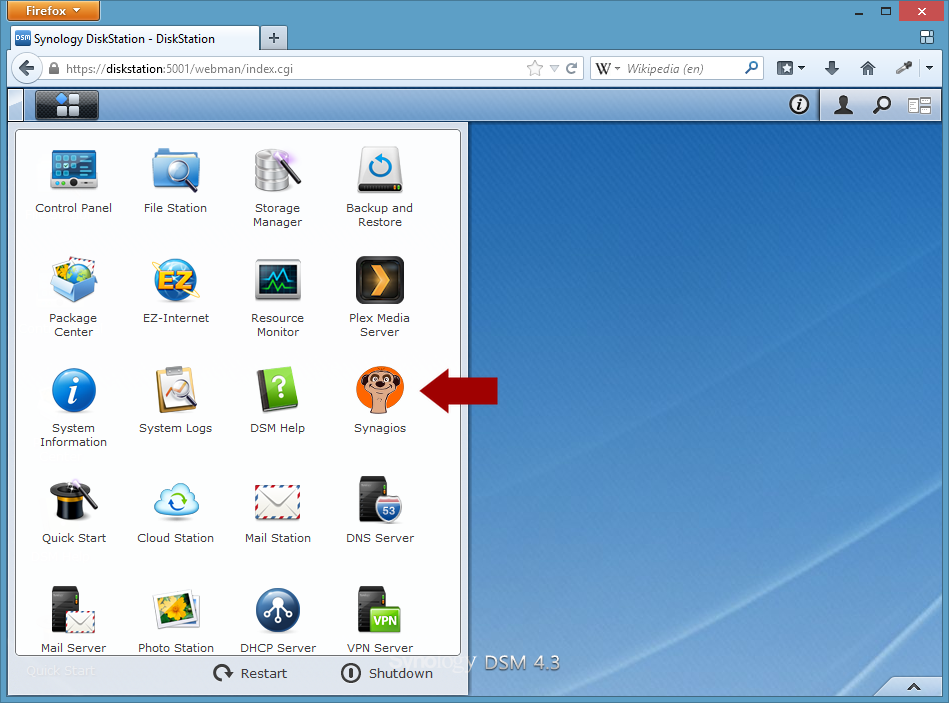 Firefox
DSM Synology DiskStation - DiskStation
https://diskstation:5001/webman/index.cgi
W Wikipedia (en)
i
Control Panel
File Station
Storage
Manager
Backup and
Restore
EZ
Package
Center
EZ-Internet
Resource
Monitor
Plex Media
Server
i
?
System
Information
System Logs
DSM Help
Synagios
53
Quick Start
Cloud Station
Mail Station
DNS Server
VPN
Mail Server
Photo Station
DHCP Server
VPN Server
Quick Start
Restart
Shutdown
Synology DSM 4.3